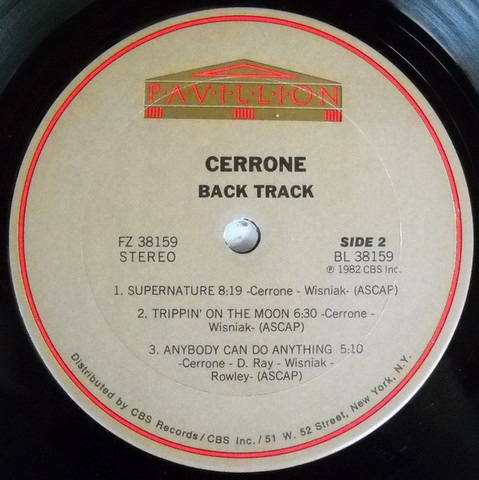 PAVILLION
CERRONE
BACK TRACK
FZ 38159
STEREO
SIDE 2
BL 38159
℗ 1982 CBS Inc.
1. SUPERNATURE 8:19 -Cerrone - Wisniak- (ASCAP)
2. TRIPPIN' ON THE MOON 6:30 -Cerrone -
Wisniak- (ASCAP)
3. ANYBODY CAN DO ANYTHING 5:10
-Cerrone - D. Ray - Wisniak -
Rowley- (ASCAP)
Distributed by CBS Records/CBS Inc./51 W. 52 Street, New York, N.Y.